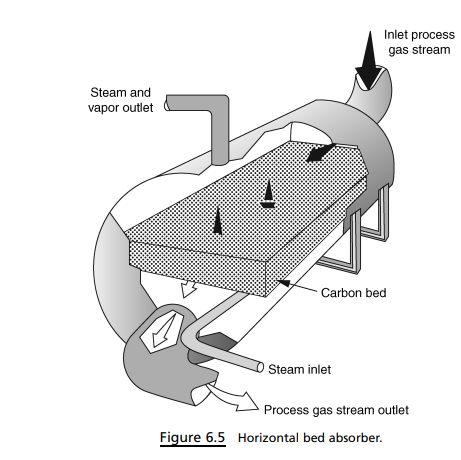 Inlet process
gas stream
Steam and
vapor outlet
Carbon bed
Steam inlet
Process gas stream outlet
Figure 6.5 Horizontal bed absorber.